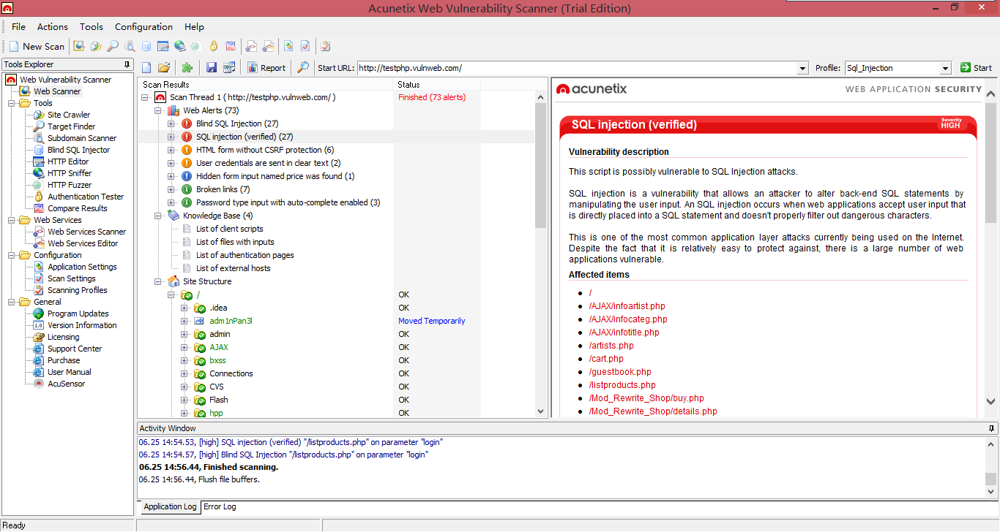 Acunetix Web Vulnerability Scanner (Trial Edition)
File Actions Tools Configuration Help
New Scan
Tools Explorer
Web Vulnerability Scanner
Web Scanner
Tools
Site Crawler
Target Finder
Subdomain Scanner
Blind SQL Injector
HTTP Editor
HTTP Sniffer
HTTP Fuzzer
Authentication Tester
Compare Results
Web Services
Web Services Scanner
Web Services Editor
Configuration
Application Settings
Scan Settings
Scanning Profiles
General
Program Updates
Version Information
Licensing
Support Center
Purchase
User Manual
AcuSensor
Report Start URL: http://testphp.vulnweb.com/ Profile: Sql_Injection Start
Scan Results Status
Scan Thread 1 ( http://testphp.vulnweb.com/ ) Finished (73 alerts)
Web Alerts (73)
Blind SQL Injection (27)
SQL injection (verified) (27)
HTML form without CSRF protection (6)
User credentials are sent in clear text (2)
Hidden form input named price was found (1)
Broken links (7)
Password type input with auto-complete enabled (3)
Knowledge Base (4)
List of client scripts
List of files with inputs
List of authentication pages
List of external hosts
Site Structure
/ OK
.idea OK
adm1nPan3l Moved Temporarily
admin OK
AJAX OK
bxss OK
Connections OK
CVS OK
Flash OK
hpp OK
acunetix WEB APPLICATION SECURITY
SQL injection (verified) Severity HIGH
Vulnerability description
This script is possibly vulnerable to SQL Injection attacks.
SQL injection is a vulnerability that allows an attacker to alter back-end SQL statements by
manipulating the user input. An SQL injection occurs when web applications accept user input that
is directly placed into a SQL statement and doesn't properly filter out dangerous characters.
This is one of the most common application layer attacks currently being used on the Internet.
Despite the fact that it is relatively easy to protect against, there is a large number of web
applications vulnerable.
Affected items
/
/AJAX/infoartist.php
/AJAX/infocateg.php
/AJAX/infotitle.php
/artists.php
/cart.php
/guestbook.php
/listproducts.php
/Mod_Rewrite_Shop/buy.php
/Mod_Rewrite_Shop/details.php
Activity Window
06.25 14:54.53, [high] SQL injection (verified) "/listproducts.php" on parameter "login"
06.25 14:54.57, [high] Blind SQL Injection "/listproducts.php" on parameter "login"
06.25 14:56.44, Finished scanning.
06.25 14:56.44, Flush file buffers.
Application Log Error Log
Ready